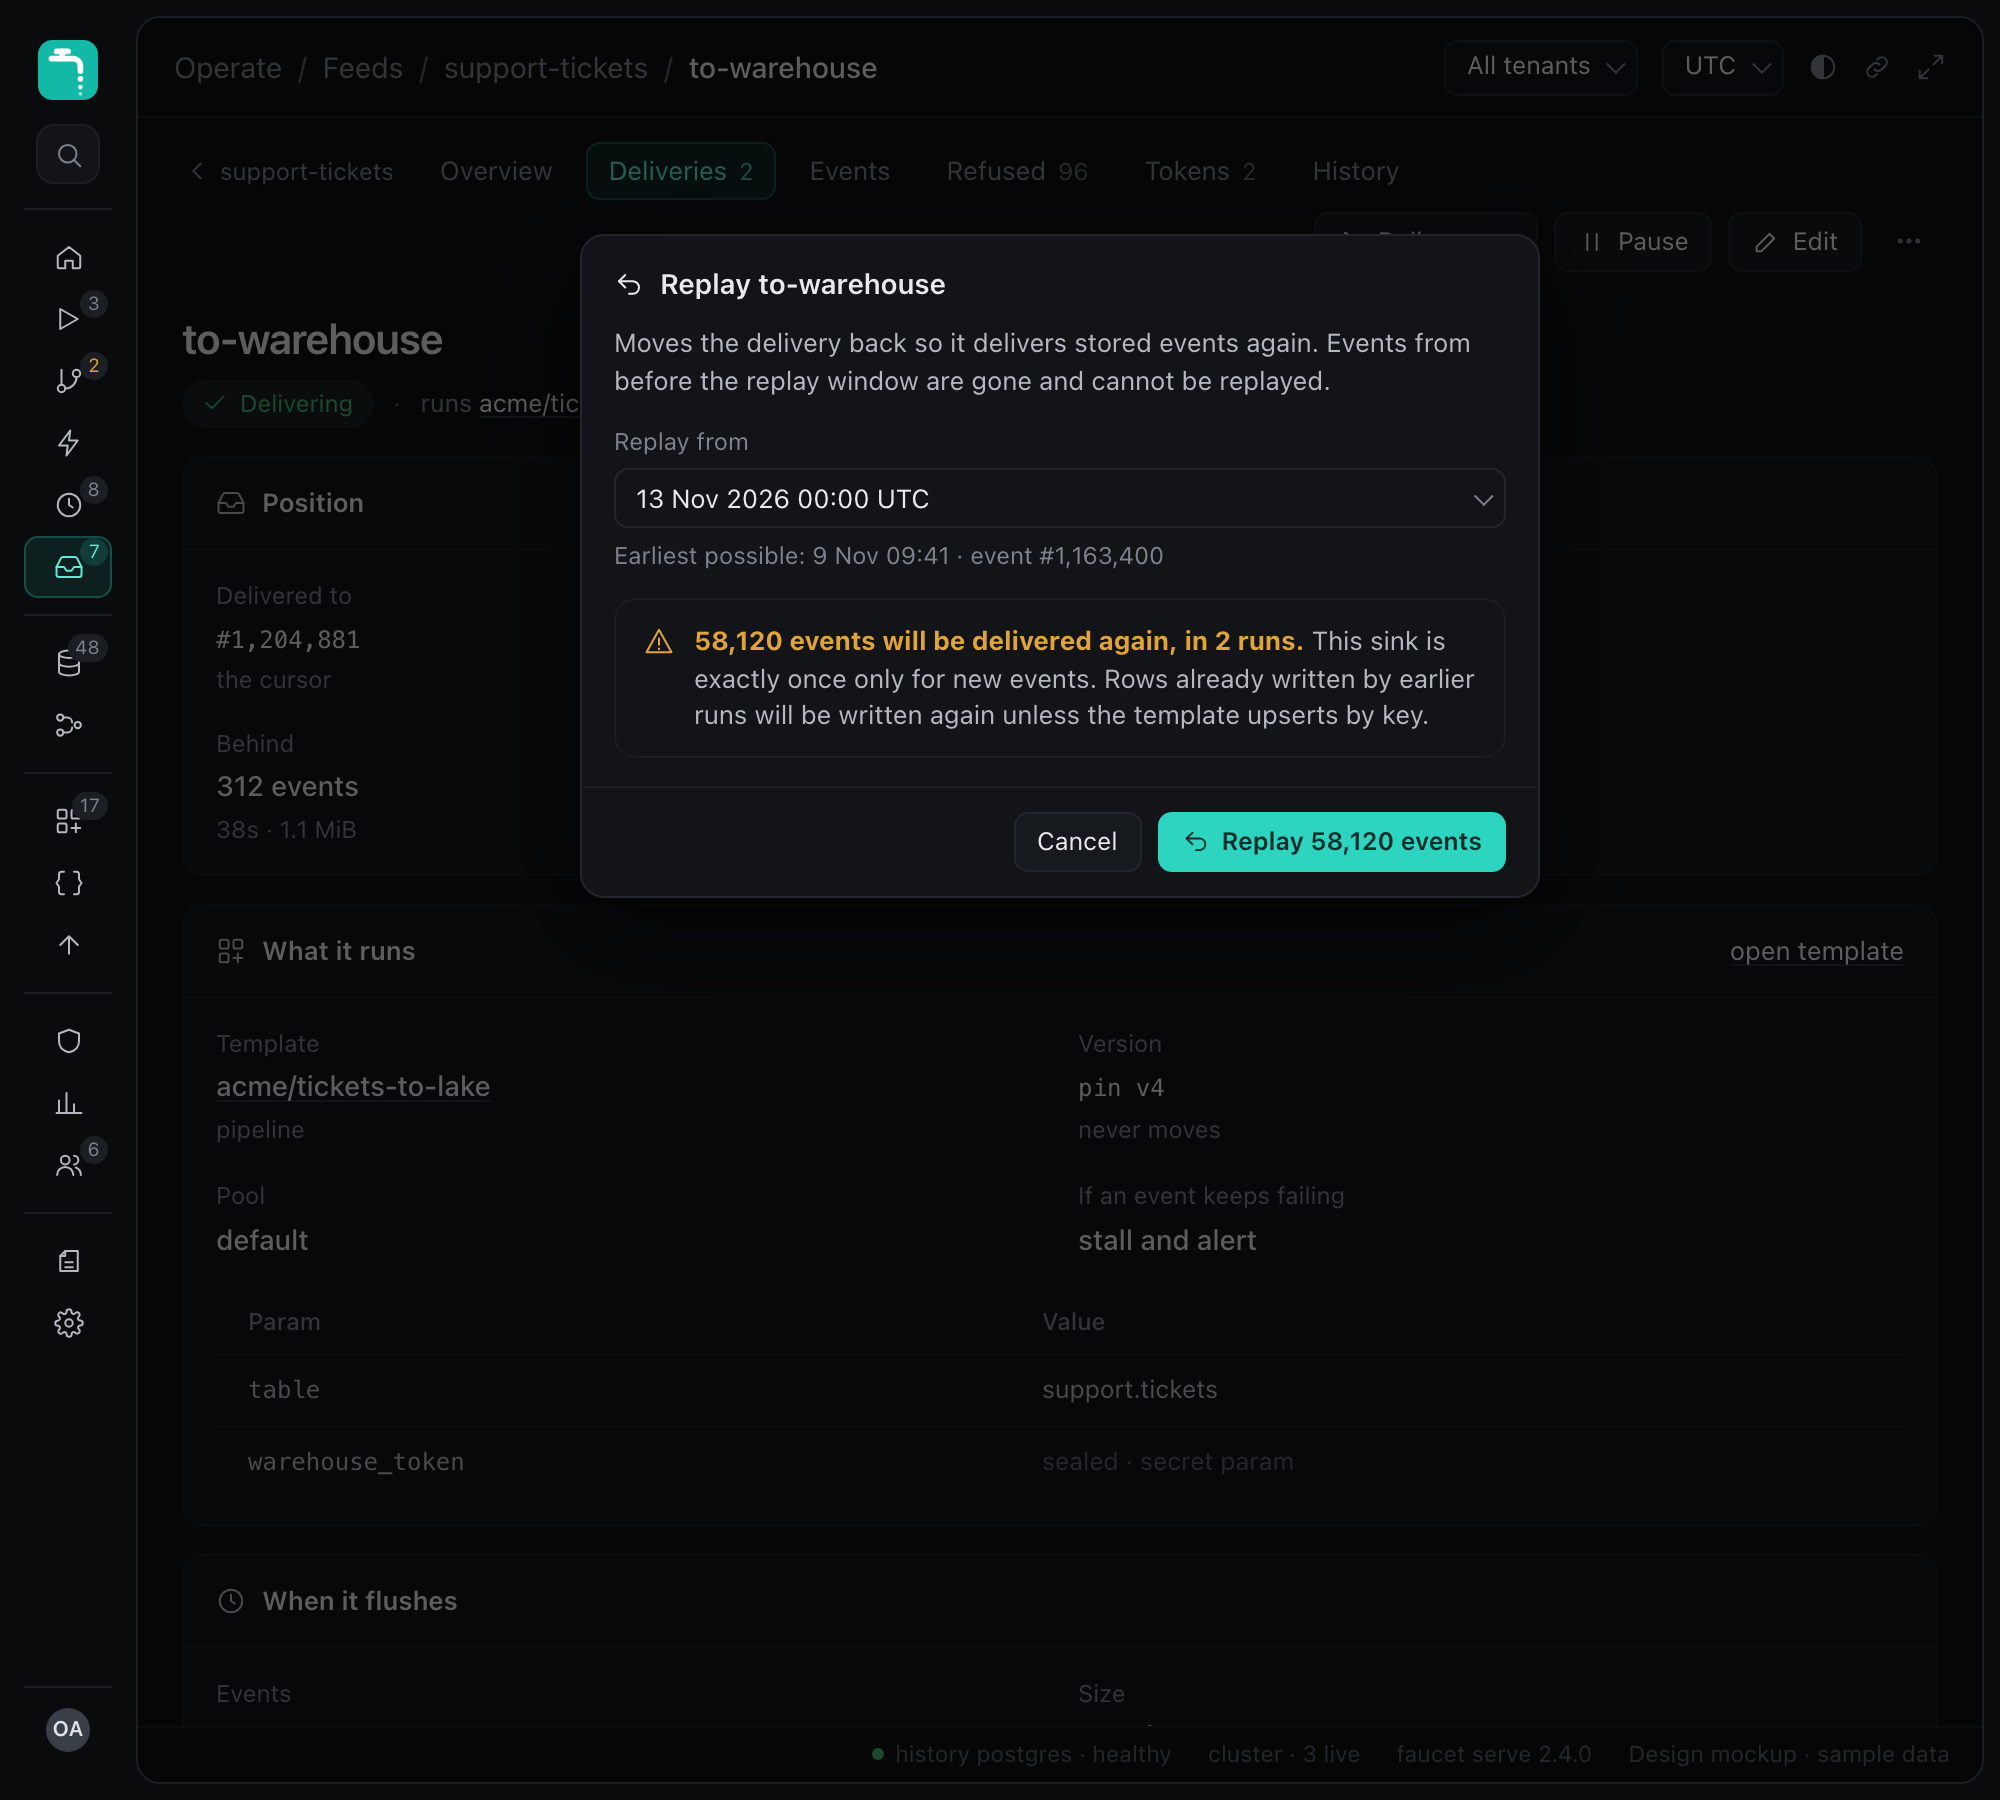 Operate / Feeds / support-tickets / to-warehouse
All tenants
UTC
support-tickets
Overview
Deliveries 2
Events
Refused 96
Tokens 2
History
Pause
Edit
3
2
8
7
48
17
6
OA
to-warehouse
Delivering · runs acme/tic
Position
Delivered to
#1,204,881
the cursor
Behind
312 events
38s · 1.1 MiB
Replay to-warehouse
Moves the delivery back so it delivers stored events again. Events from
before the replay window are gone and cannot be replayed.
Replay from
13 Nov 2026 00:00 UTC
Earliest possible: 9 Nov 09:41 · event #1,163,400
58,120 events will be delivered again, in 2 runs. This sink is
exactly once only for new events. Rows already written by earlier
runs will be written again unless the template upserts by key.
Cancel
Replay 58,120 events
What it runs
open template
Template
acme/tickets-to-lake
pipeline
Version
pin v4
never moves
Pool
default
If an event keeps failing
stall and alert
Param
Value
table
support.tickets
warehouse_token
sealed · secret param
When it flushes
Events
Size
history postgres · healthy
cluster · 3 live
faucet serve 2.4.0
Design mockup · sample data